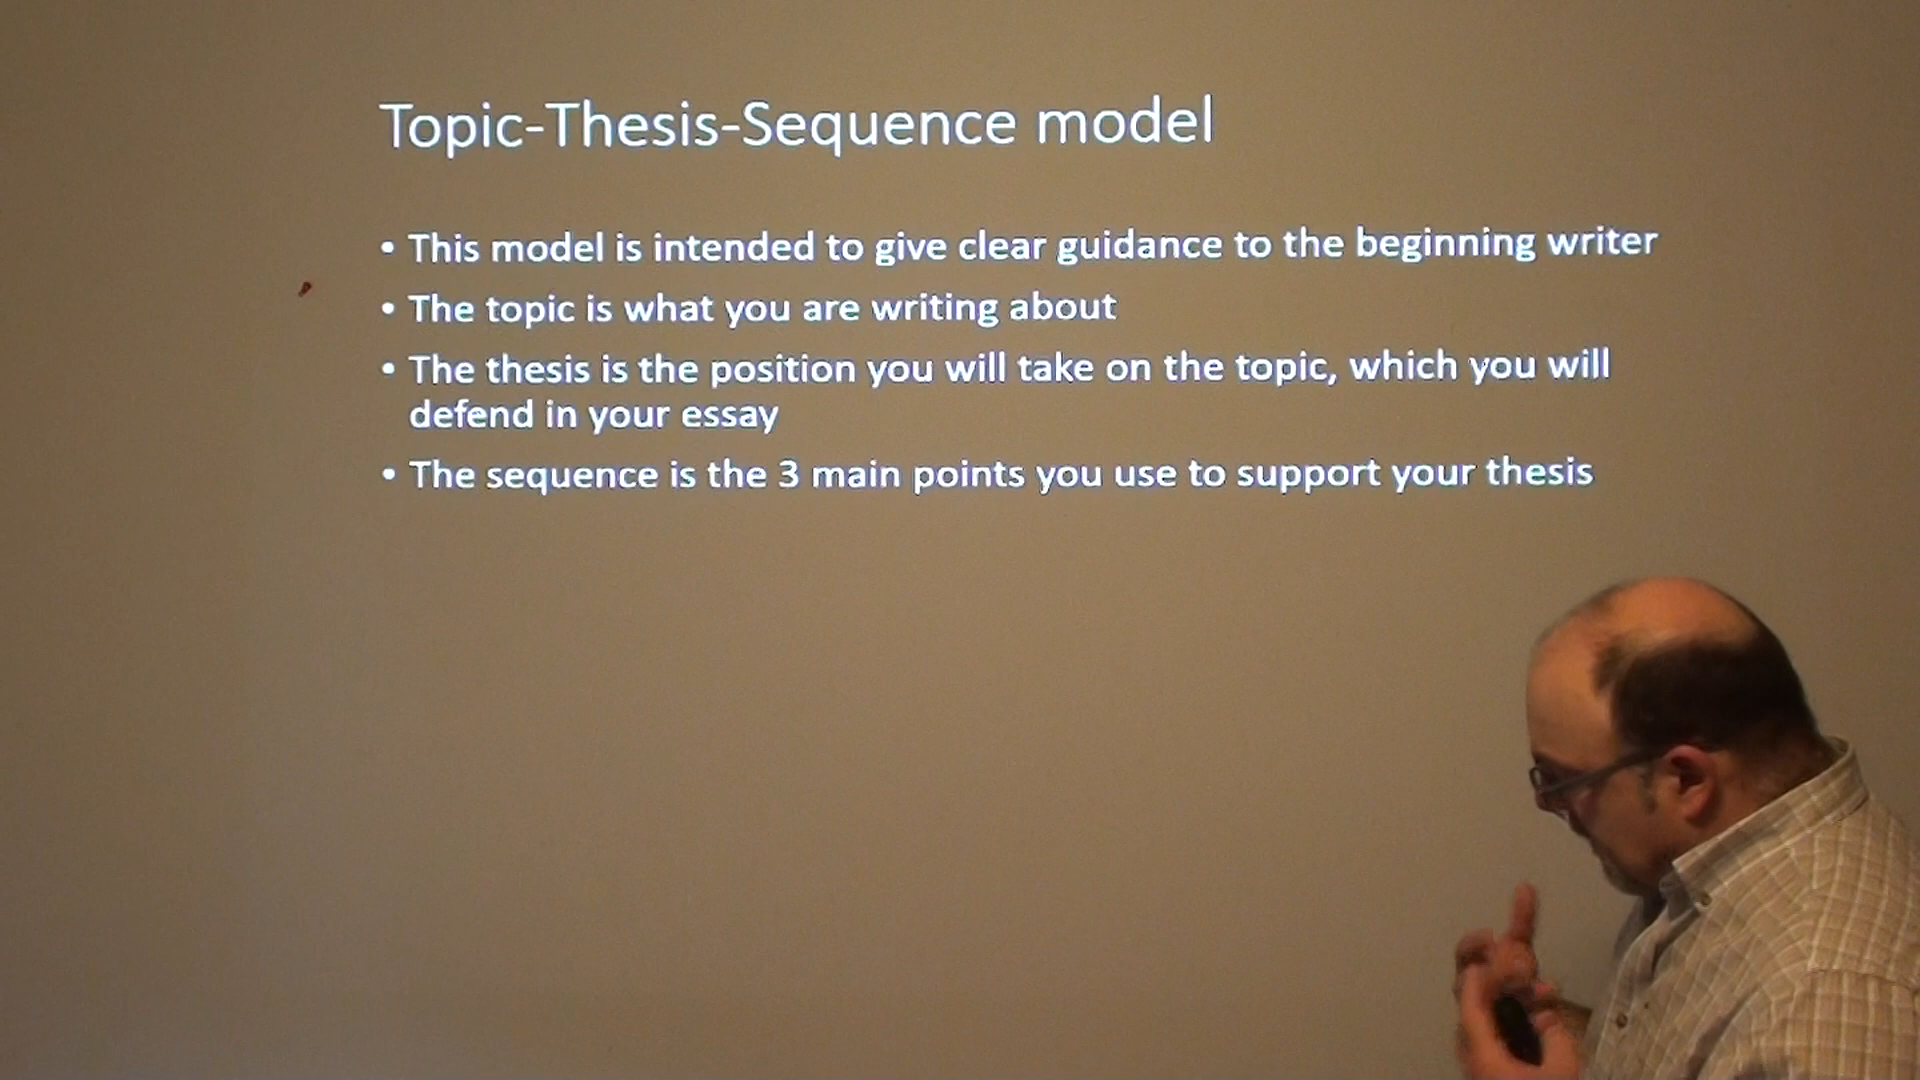 Topic-Thesis-Sequence model
• This model is intended to give clear guidance to the beginning writer
• The topic is what you are writing about
• The thesis is the position you will take on the topic, which you will
defend in your essay
• The sequence is the 3 main points you use to support your thesis